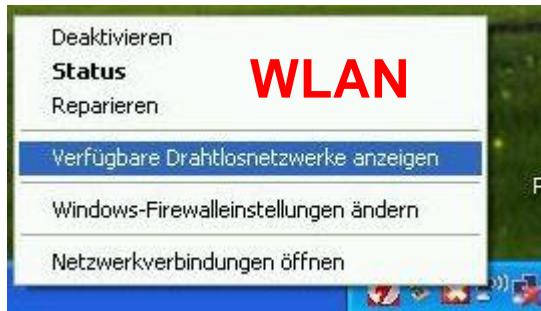 Deaktivieren
Status
WLAN
Reparieren
Verfügbare Drahtlosnetzwerke anzeigen
Windows-Firewalleinstellungen ändern
Netzwerkverbindungen öffnen